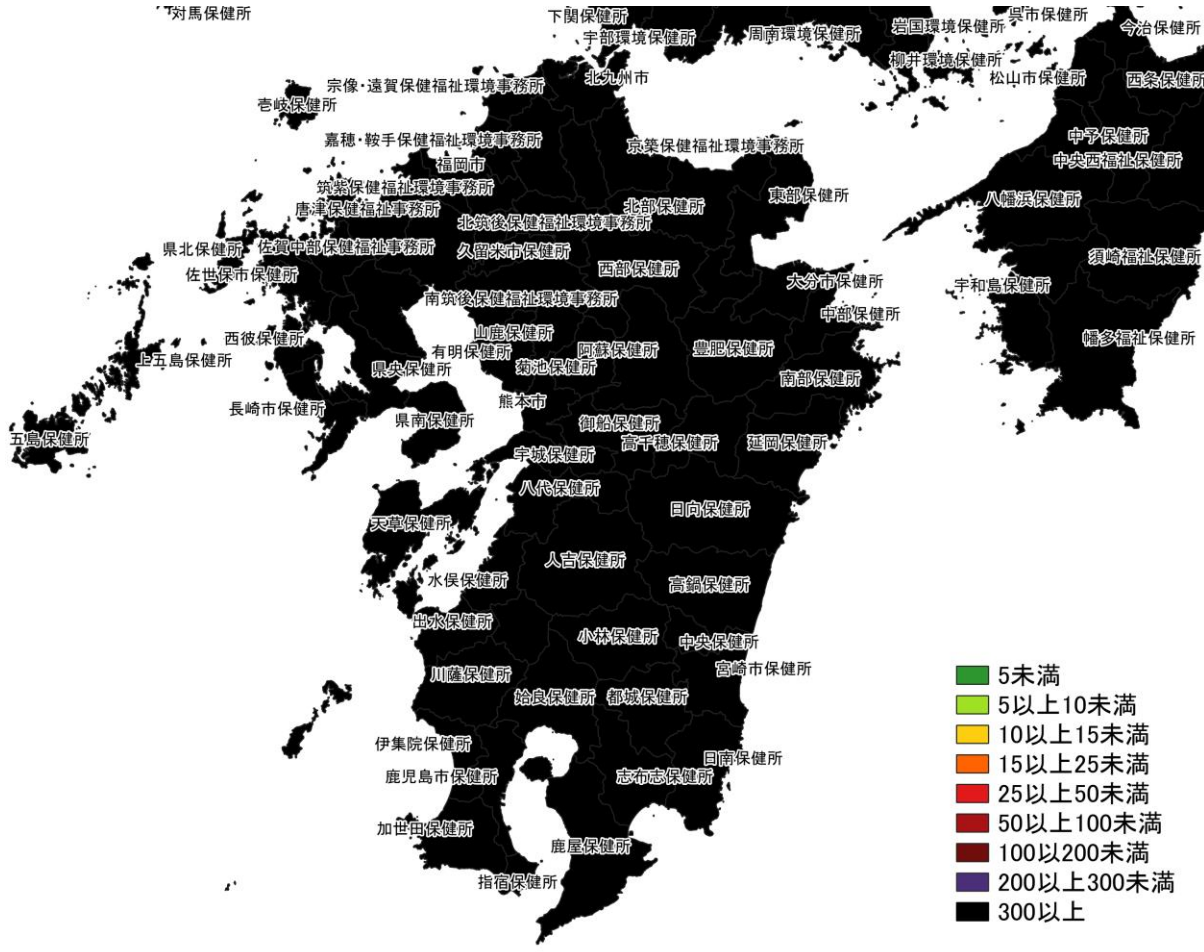 対馬保健所
下関保健所
宇部環境保健所
周南環境保健所
岩国環境保健所
呉市保健所
今治保健所
柳井環境保健所
松山市保健所
西条保健所
北九州市
宗像・遠賀保健福祉環境事務所
壱岐保健所
嘉穂・鞍手保健福祉環境事務所
京築保健福祉環境事務所
中予保健所
中央西福祉保健所
福岡市
筑紫保健福祉環境事務所
東部保健所
八幡浜保健所
唐津保健福祉事務所
北部保健所
北筑後保健福祉環境事務所
県北保健所
佐賀中部保健福祉事務所
久留米市保健所
須崎福祉保健所
佐世保市保健所
西部保健所
大分市保健所
宇和島保健所
南筑後保健福祉環境事務所
中部保健所
西彼保健所
山鹿保健所
幡多福祉保健所
上五島保健所
有明保健所
阿蘇保健所
豊肥保健所
県央保健所
菊池保健所
南部保健所
長崎市保健所
熊本市
県南保健所
御船保健所
五島保健所
高千穂保健所
延岡保健所
宇城保健所
八代保健所
天草保健所
日向保健所
人吉保健所
水俣保健所
高鍋保健所
出水保健所
小林保健所
中央保健所
宮崎市保健所
川薩保健所
姶良保健所
都城保健所
伊集院保健所
日南保健所
鹿児島市保健所
志布志保健所
加世田保健所
鹿屋保健所
指宿保健所
5未満
5以上10未満
10以上15未満
15以上25未満
25以上50未満
50以上100未満
100以200未満
200以上300未満
300以上